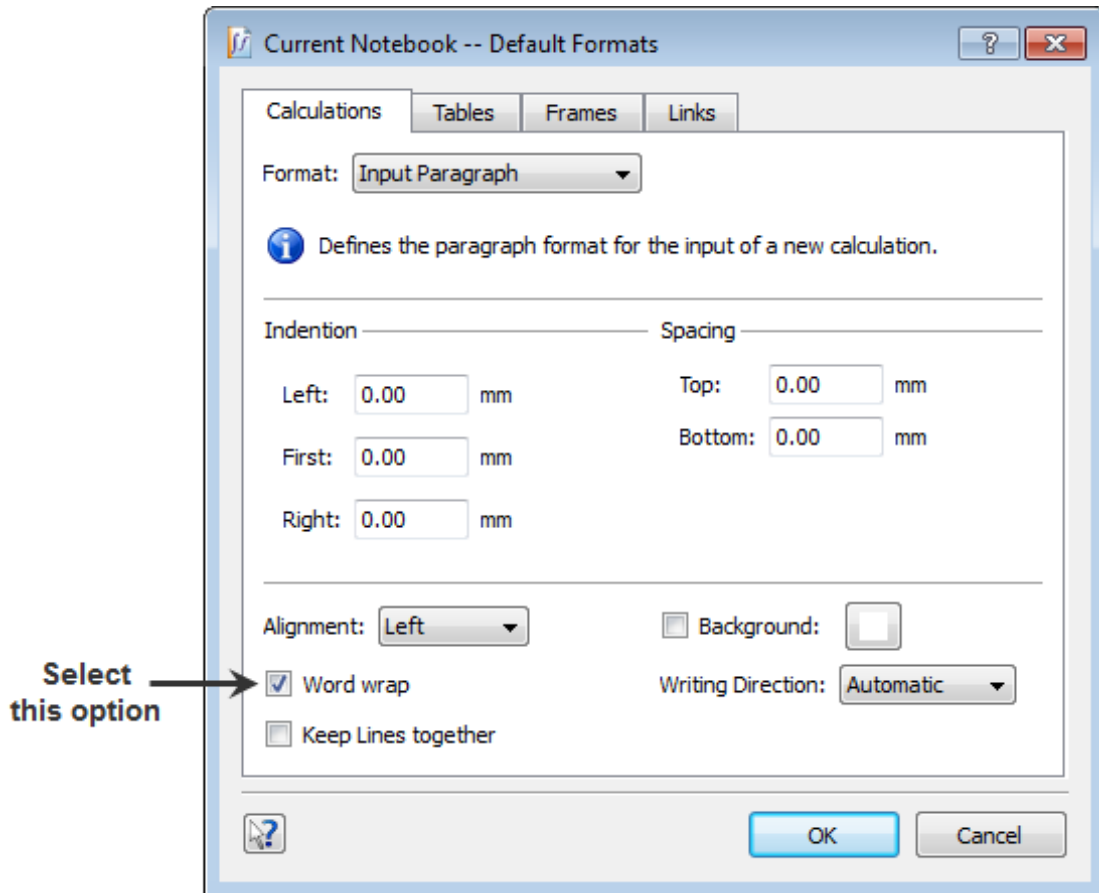 Current Notebook -- Default Formats
Calculations Tables Frames Links
Format: Input Paragraph
Defines the paragraph format for the input of a new calculation.
Indention Spacing
Left: 0.00 mm Top: 0.00 mm
Bottom: 0.00 mm
First: 0.00 mm
Right: 0.00 mm
Alignment: Left Background:
Select
this option
Word wrap Writing Direction: Automatic
Keep Lines together
OK Cancel